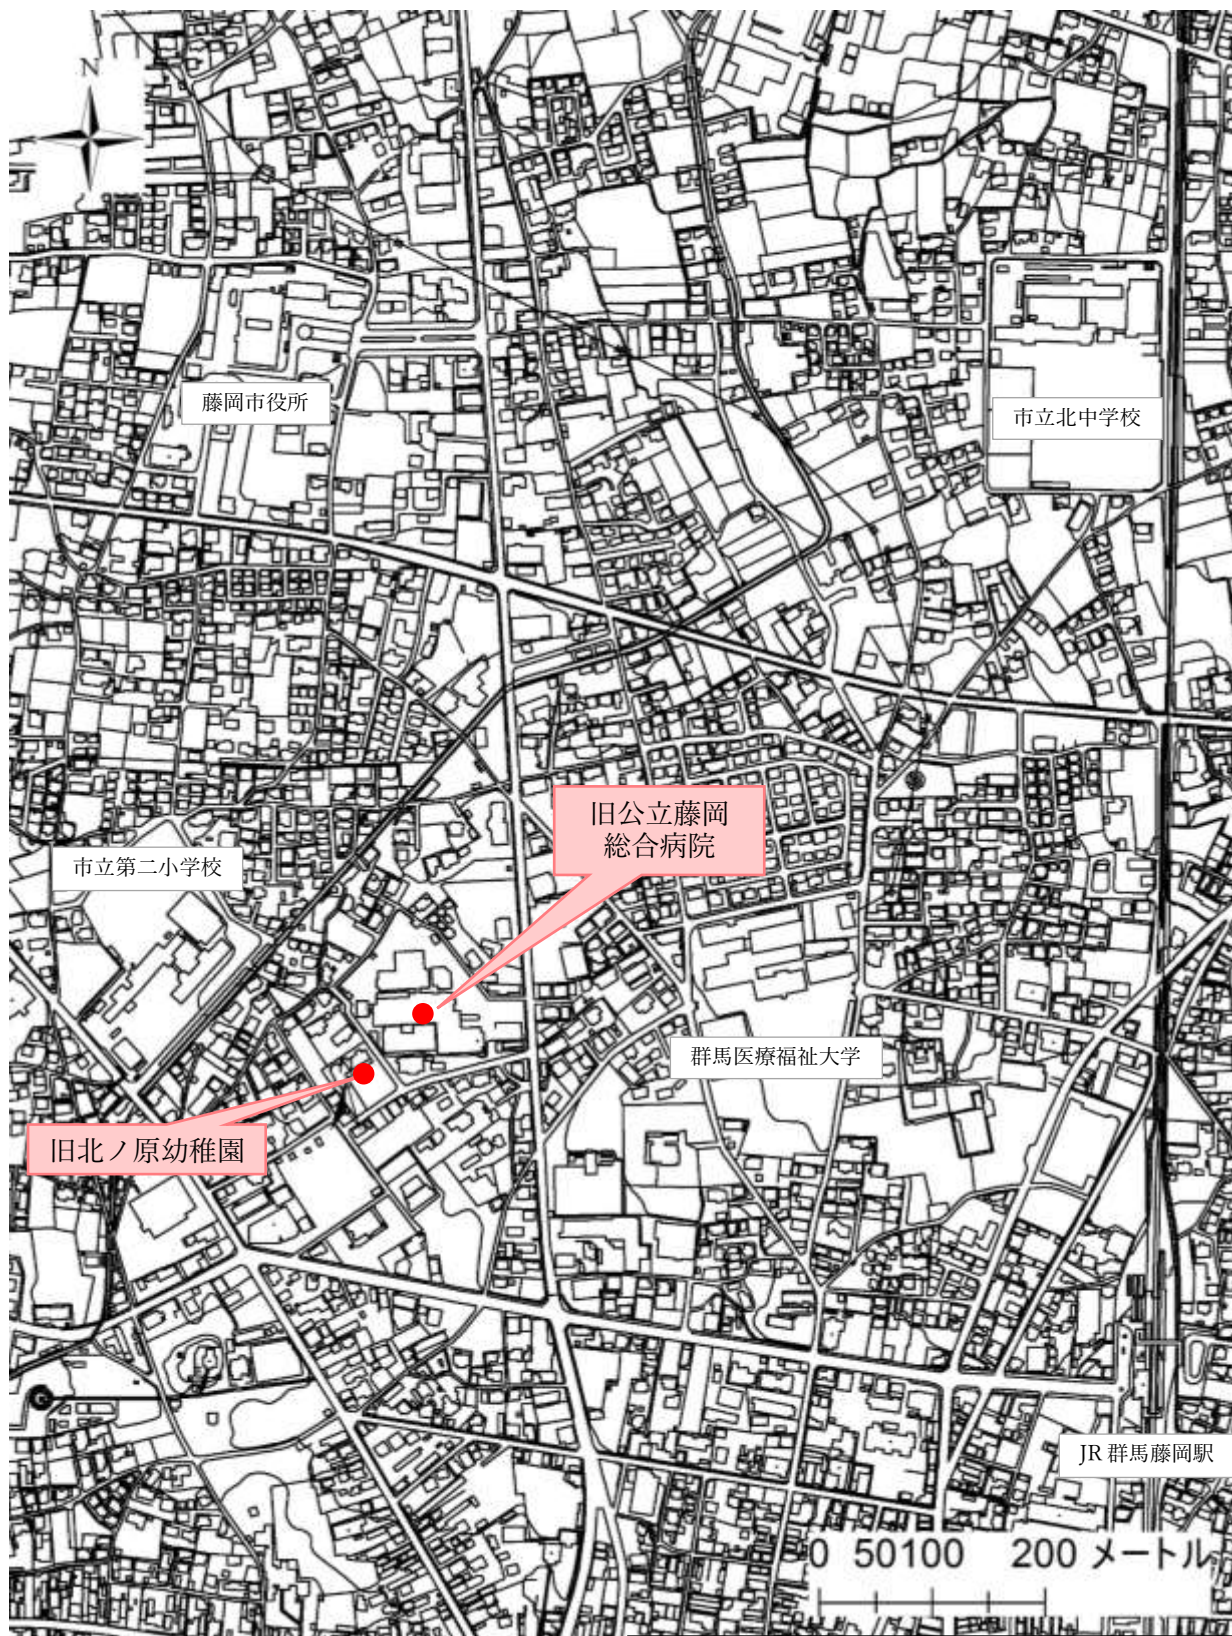 N
藤岡市役所
市立北中学校
旧公立藤岡
総合病院
市立第二小学校
群馬医療福祉大学
旧北ノ原幼稚園
JR 群馬藤岡駅
0 50100 200 メートル